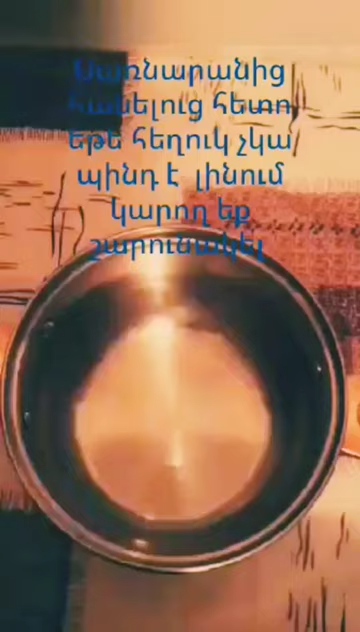 Սառնարանից
հանելուց հետո
եթե հեղուկ չկա
պինդ է լինում
կարող եք
շարունակել